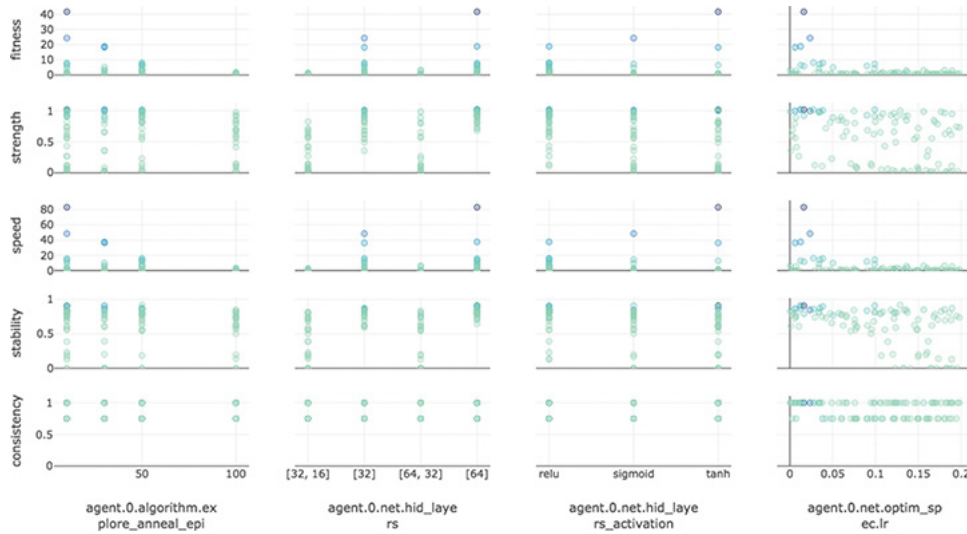 fitness
40
30
20
10
0
strength
1
0.5
0
speed
80
60
40
20
0
stability
1
0.5
0
consistency
1
0.5
0
50 100
[32, 16] [32] [64, 32] [64]
relu sigmoid tanh
0 0.05 0.1 0.15 0.2
agent.0.algorithm.ex
plore_anneal_epi
agent.0.net.hid_laye
rs
agent.0.net.hid_laye
rs_activation
agent.0.net.optim_sp
ec.lr